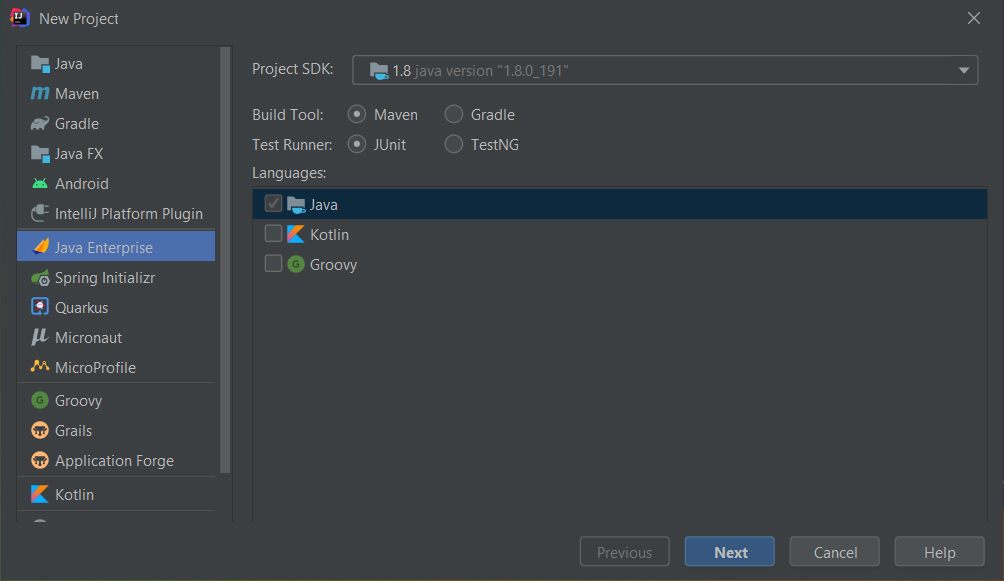 New Project
Java
Maven
Gradle
Java FX
Android
IntelliJ Platform Plugin
Java Enterprise
Spring Initializr
Quarkus
Micronaut
MicroProfile
Groovy
Grails
Application Forge
Kotlin
Project SDK: 1.8 java version "1.8.0_191"
Build Tool: Maven Gradle
Test Runner: JUnit TestNG
Languages:
Java
Kotlin
Groovy
Previous Next Cancel Help